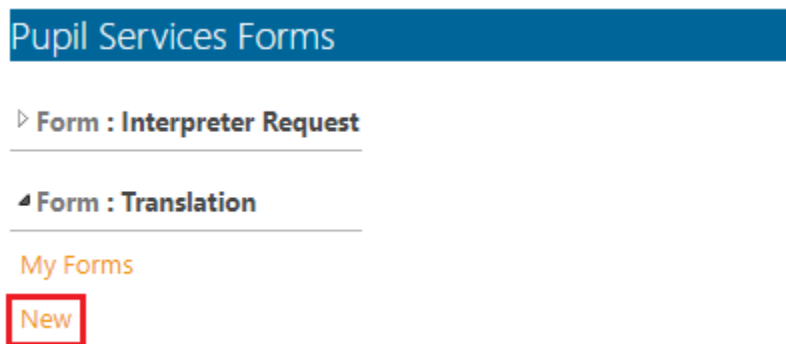 Pupil Services Forms
Form : Interpreter Request
Form : Translation
My Forms
New